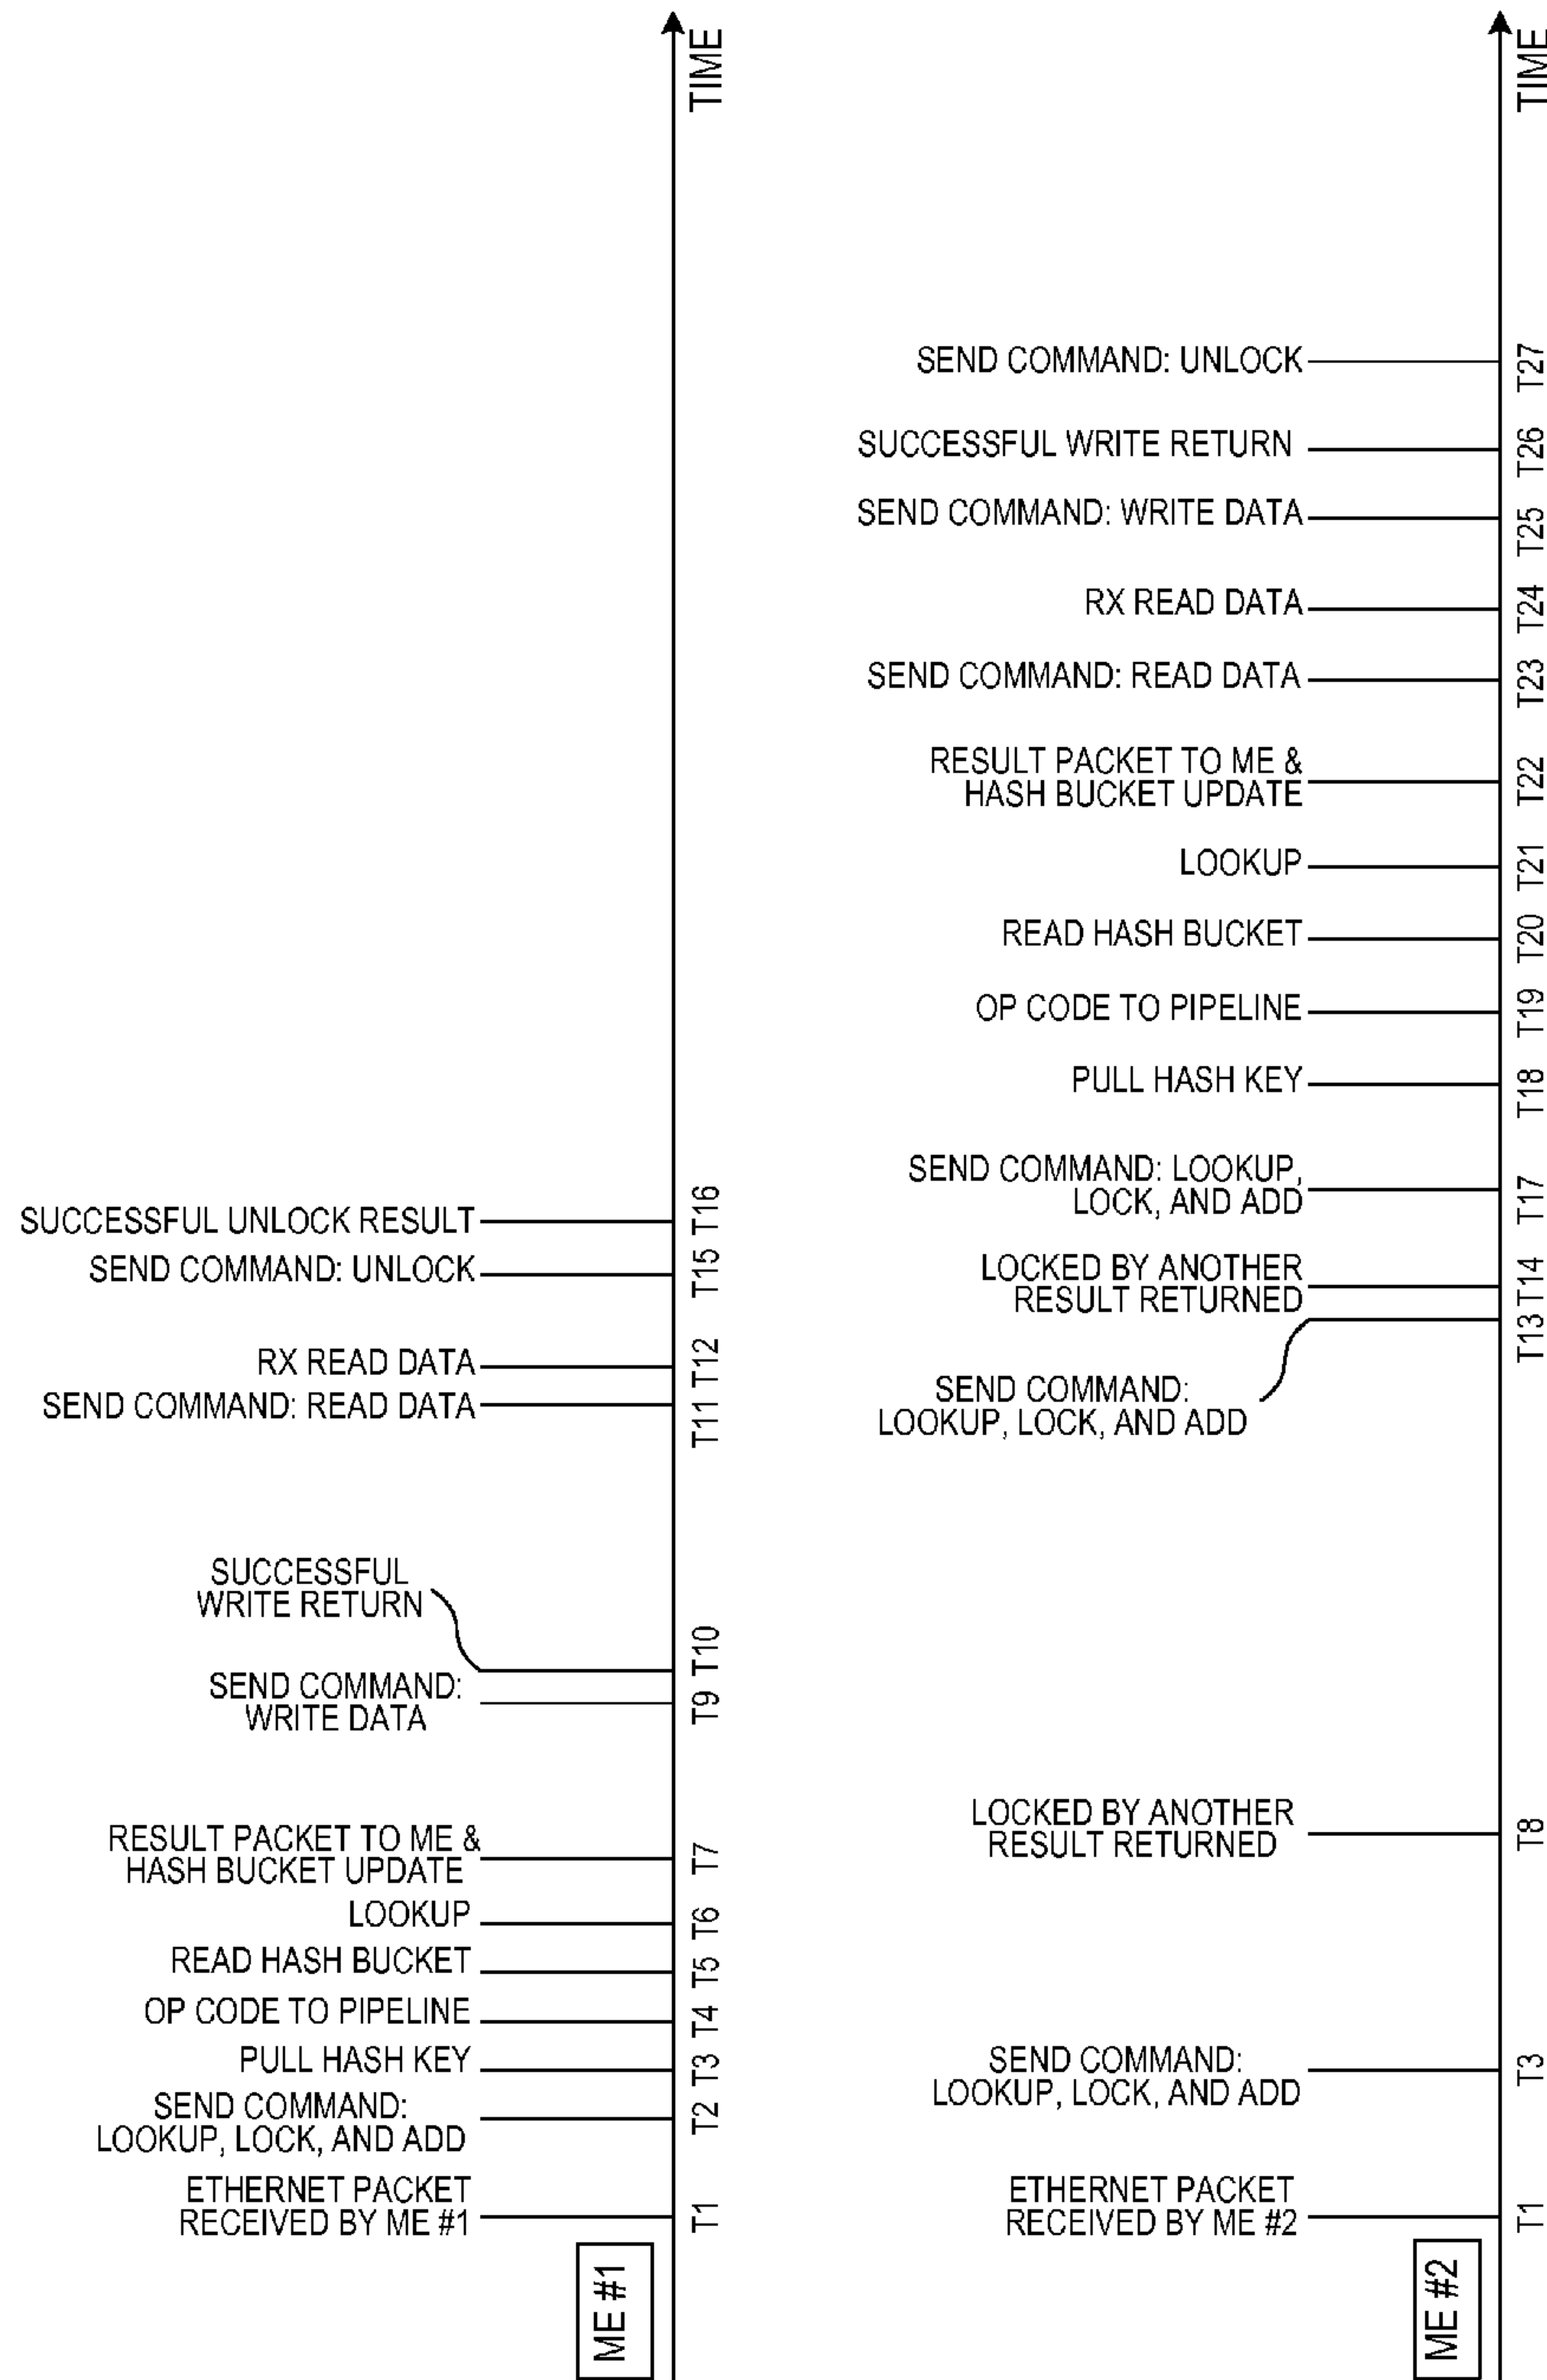 TIME
SUCCESSFUL UNLOCK RESULT
T16
SEND COMMAND: UNLOCK
T15
RX READ DATA
T12
SEND COMMAND: READ DATA
T11
SUCCESSFUL
WRITE RETURN
T10
SEND COMMAND:
WRITE DATA
T9
RESULT PACKET TO ME &
HASH BUCKET UPDATE
T7
LOOKUP
T6
READ HASH BUCKET
T5
OP CODE TO PIPELINE
T4
PULL HASH KEY
T3
SEND COMMAND:
LOOKUP, LOCK, AND ADD
T2
ETHERNET PACKET
RECEIVED BY ME #1
T1
ME #1
TIME
SEND COMMAND: UNLOCK
T27
SUCCESSFUL WRITE RETURN
T26
SEND COMMAND: WRITE DATA
T25
RX READ DATA
T24
SEND COMMAND: READ DATA
T23
RESULT PACKET TO ME &
HASH BUCKET UPDATE
T22
LOOKUP
T21
READ HASH BUCKET
T20
OP CODE TO PIPELINE
T19
PULL HASH KEY
T18
SEND COMMAND: LOOKUP,
LOCK, AND ADD
T17
LOCKED BY ANOTHER
RESULT RETURNED
T14
SEND COMMAND:
LOOKUP, LOCK, AND ADD
T13
LOCKED BY ANOTHER
RESULT RETURNED
T8
SEND COMMAND:
LOOKUP, LOCK, AND ADD
T3
ETHERNET PACKET
RECEIVED BY ME #2
T1
ME #2